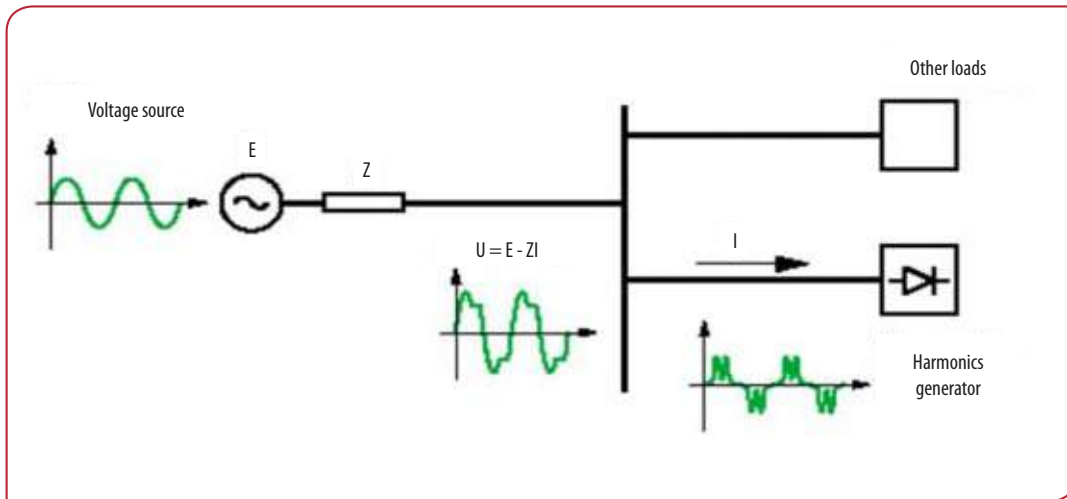 Other loads
Voltage source
E
Z
U = E - ZI
I
Harmonics
generator